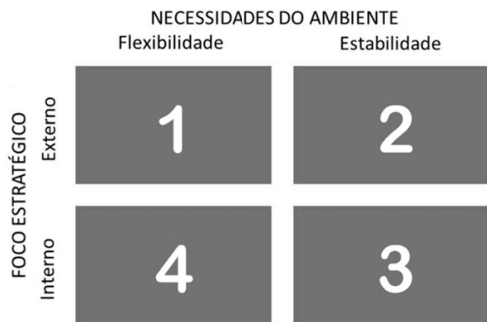 NECESSIDADES DO AMBIENTE
Flexibilidade Estabilidade
FOCO ESTRATÉGICO
Externo
1 2
Interno
4 3